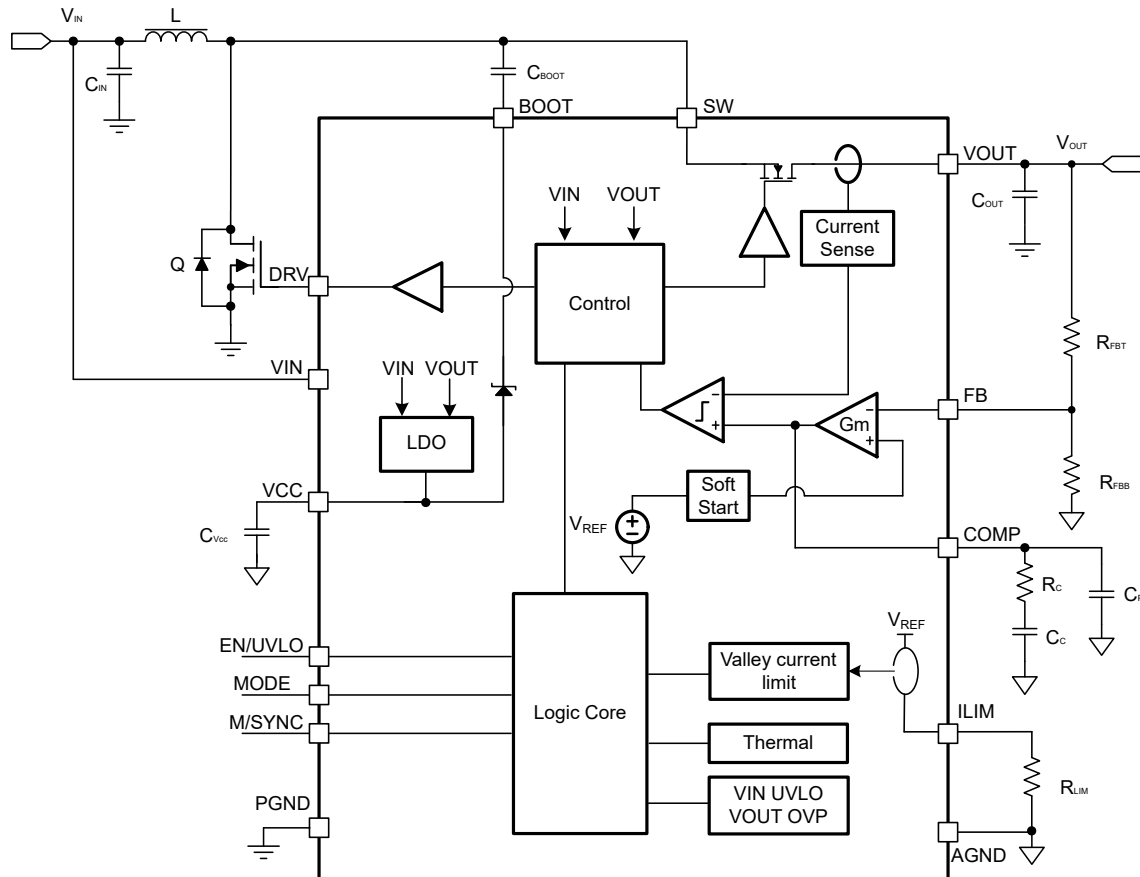 VIN
L
CIN
CBOOT
BOOT
SW
VOUT
VOUT
COUT
VIN
VOUT
Current
Sense
Q
DRV
Control
RFBT
VIN
VIN
VOUT
FB
LDO
Gm
VCC
Soft
Start
RFBB
CVcc
VREF
COMP
RC
CC
EN/UVLO
VREF
MODE
Valley current
limit
Logic Core
M/SYNC
ILIM
Thermal
RLIM
PGND
VIN UVLO
VOUT OVP
AGND